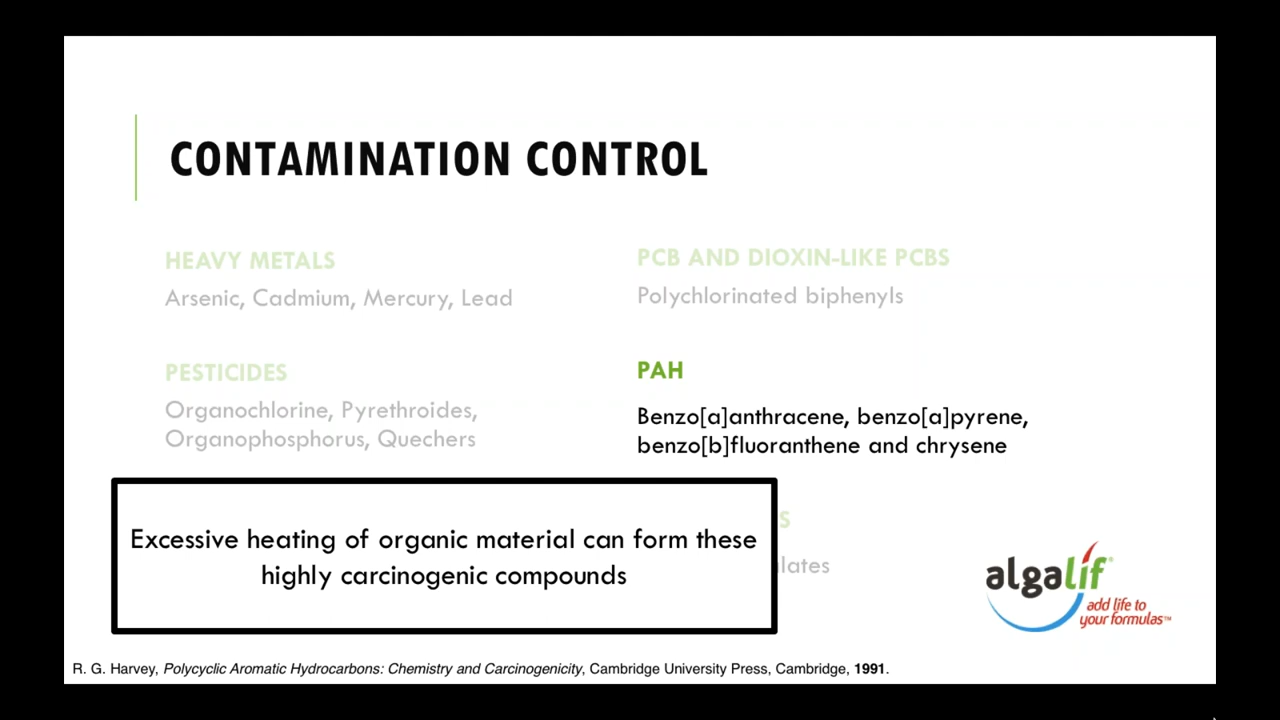 CONTAMINATION CONTROL
HEAVY METALS
Arsenic, Cadmium, Mercury, Lead
PCB AND DIOXIN-LIKE PCBS
Polychlorinated biphenyls
PESTICIDES
Organochlorine, Pyrethroides,
Organophosphorus, Quechers
PAH
Benzo[a]anthracene, benzo[a]pyrene,
benzo[b]fluoranthene and chrysene
Excessive heating of organic material can form these
highly carcinogenic compounds
algalíf®
add life to
your formulas™
R. G. Harvey, Polycyclic Aromatic Hydrocarbons: Chemistry and Carcinogenicity, Cambridge University Press, Cambridge, 1991.